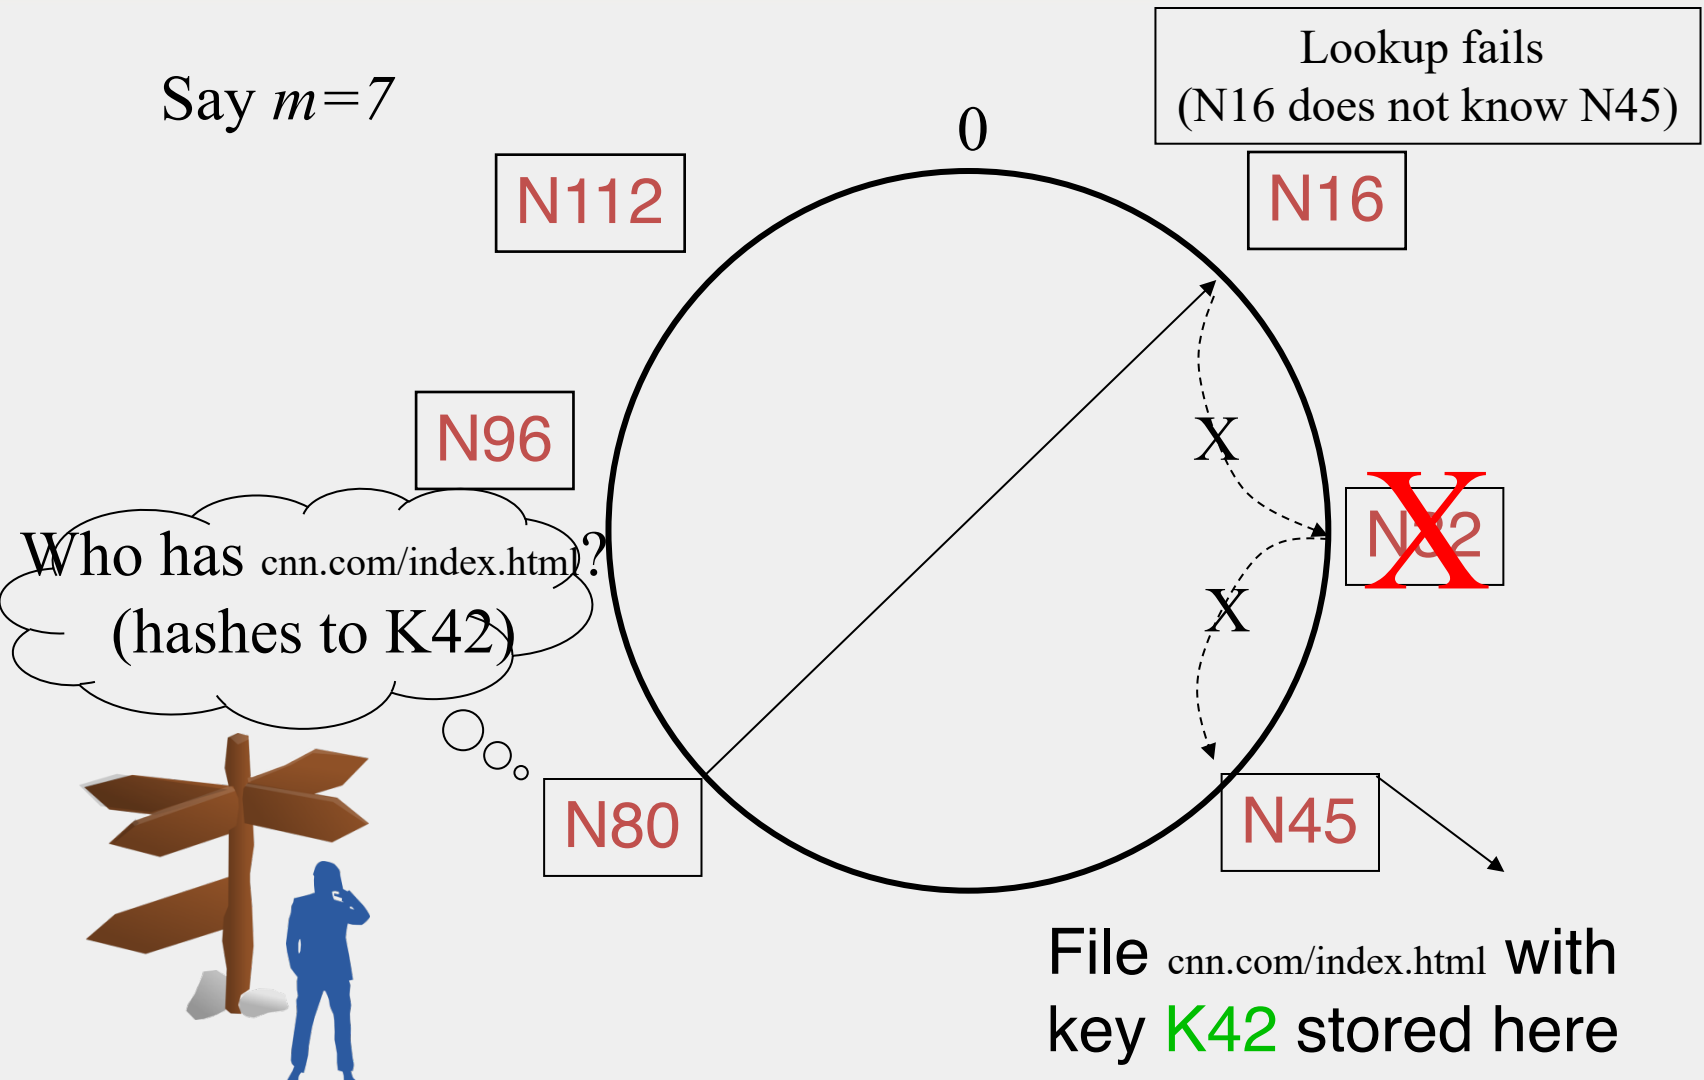 Lookup fails
(N16 does not know N45)
Say m=7
0
N112
N16
N96
N32
X
X
X
Who has cnn.com/index.html?
(hashes to K42)
N80
N45
File cnn.com/index.html with
key K42 stored here